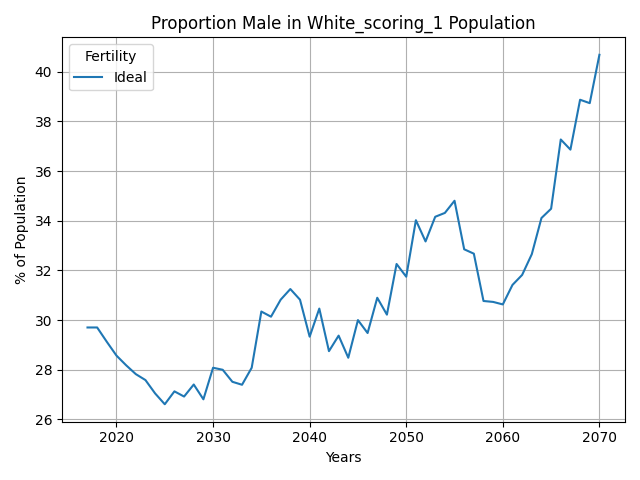 Proportion Male in White_scoring_1 Population
Fertility
Ideal
% of Population
40
38
36
34
32
30
28
26
2020 2030 2040 2050 2060 2070
Years